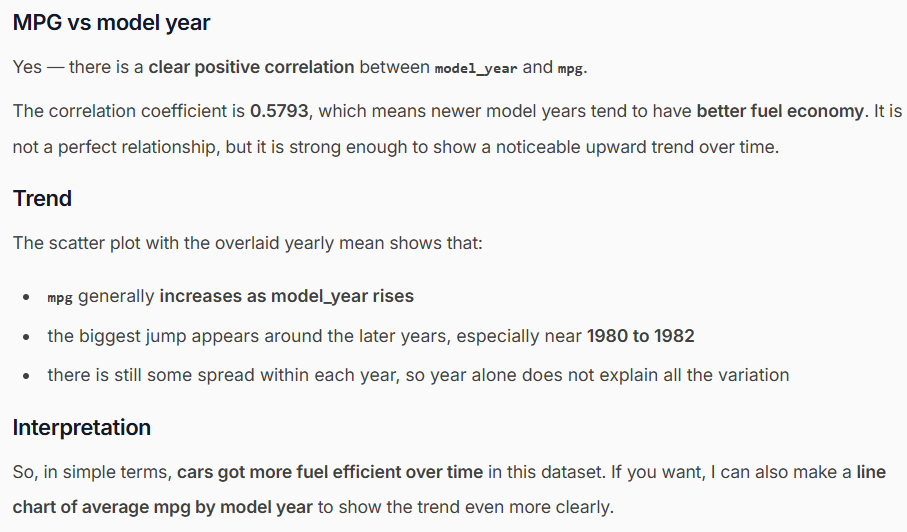 MPG vs model year
Yes — there is a clear positive correlation between model_year and mpg.
The correlation coefficient is 0.5793, which means newer model years tend to have better fuel economy. It is
not a perfect relationship, but it is strong enough to show a noticeable upward trend over time.
Trend
The scatter plot with the overlaid yearly mean shows that:
• mpg generally increases as model_year rises
• the biggest jump appears around the later years, especially near 1980 to 1982
• there is still some spread within each year, so year alone does not explain all the variation
Interpretation
So, in simple terms, cars got more fuel efficient over time in this dataset. If you want, I can also make a line
chart of average mpg by model year to show the trend even more clearly.